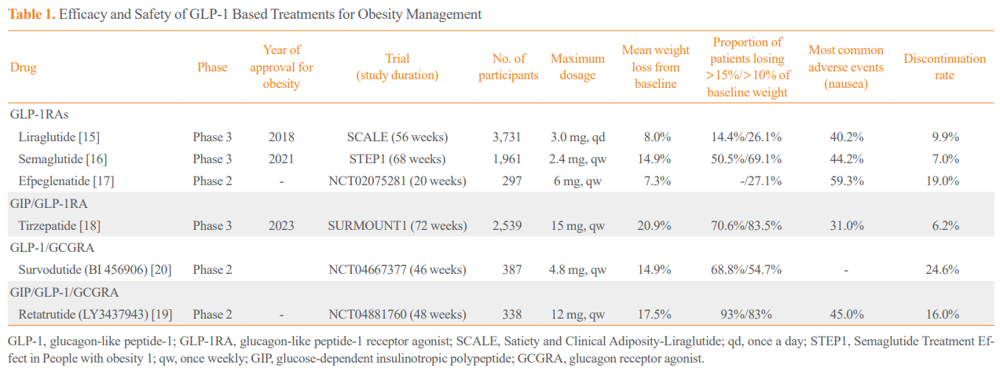 Table 1. Efficacy and Safety of GLP-1 Based Treatments for Obesity Management
Drug Phase Year of approval for obesity Trial (study duration) No. of participants Maximum dosage Mean weight loss from baseline Proportion of patients losing >15%/>10% of baseline weight Most common adverse events (nausea) Discontinuation rate
GLP-1RAs
Liraglutide [15] Phase 3 2018 SCALE (56 weeks) 3,731 3.0 mg, qd 8.0% 14.4%/26.1% 40.2% 9.9%
Semaglutide [16] Phase 3 2021 STEP1 (68 weeks) 1,961 2.4 mg, qw 14.9% 50.5%/69.1% 44.2% 7.0%
Efpeglenatide [17] Phase 2 - NCT02075281 (20 weeks) 297 6 mg, qw 7.3% -/27.1% 59.3% 19.0%
GIP/GLP-1RA
Tirzepatide [18] Phase 3 2023 SURMOUNT1 (72 weeks) 2,539 15 mg, qw 20.9% 70.6%/83.5% 31.0% 6.2%
GLP-1/GCGRA
Survodutide (BI 456906) [20] Phase 2 NCT04667377 (46 weeks) 387 4.8 mg, qw 14.9% 68.8%/54.7% - 24.6%
GIP/GLP-1/GCGRA
Retatrutide (LY3437943) [19] Phase 2 - NCT04881760 (48 weeks) 338 12 mg, qw 17.5% 93%/83% 45.0% 16.0%
GLP-1, glucagon-like peptide-1; GLP-1RA, glucagon-like peptide-1 receptor agonist; SCALE, Satiety and Clinical Adiposity-Liraglutide; qd, once a day; STEP1, Semaglutide Treatment Ef-
fect in People with obesity 1; qw, once weekly; GIP, glucose-dependent insulinotropic polypeptide; GCGRA, glucagon receptor agonist.